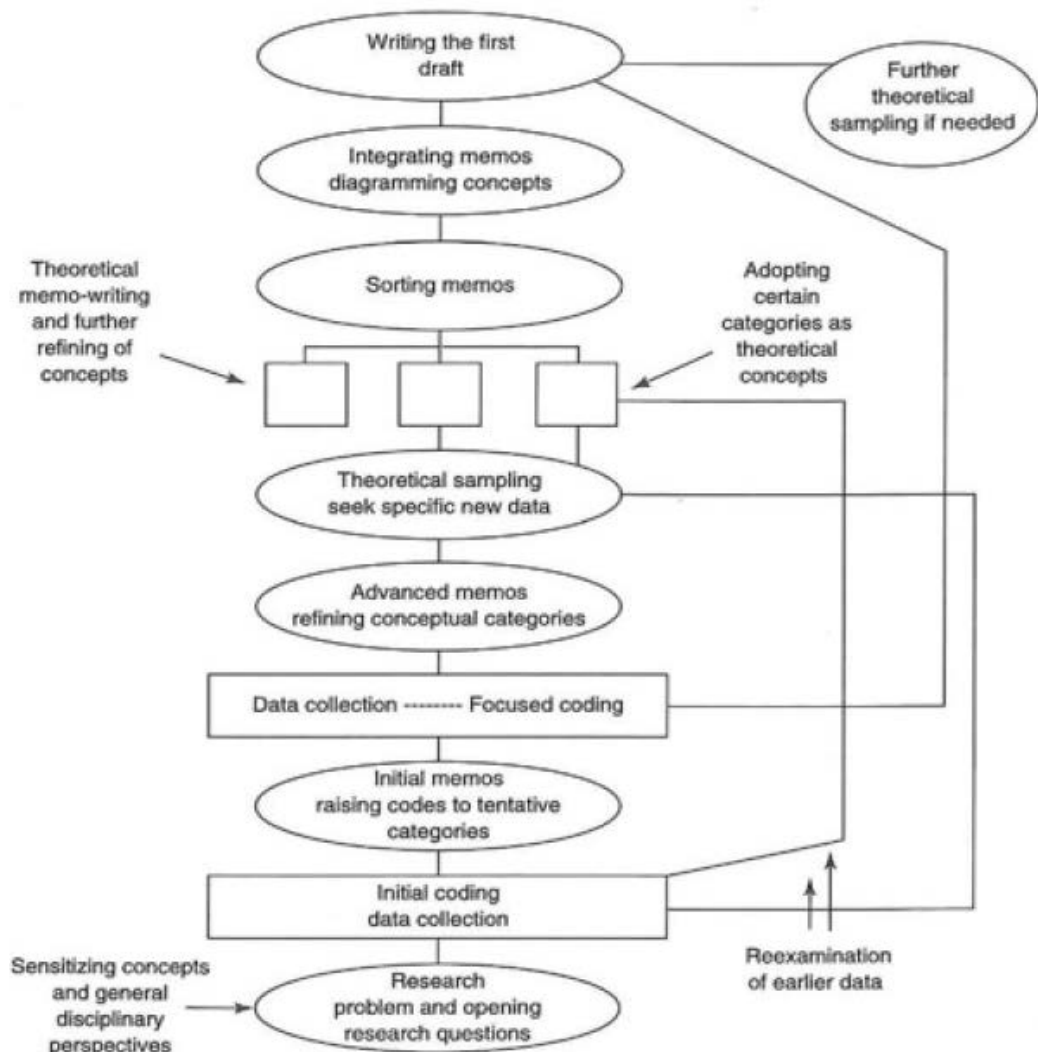 Writing the first
draft
Further
theoretical
sampling if needed
Integrating memos
diagramming concepts
Theoretical
memo-writing
and further
refining of
concepts
Sorting memos
Adopting
certain
categories as
theoretical
concepts
Theoretical sampling
seek specific new data
Advanced memos
refining conceptual categories
Data collection -------- Focused coding
Initial memos
raising codes to tentative
categories
Initial coding
data collection
Reexamination
of earlier data
Sensitizing concepts
and general
disciplinary
perspectives
Research
problem and opening
research questions